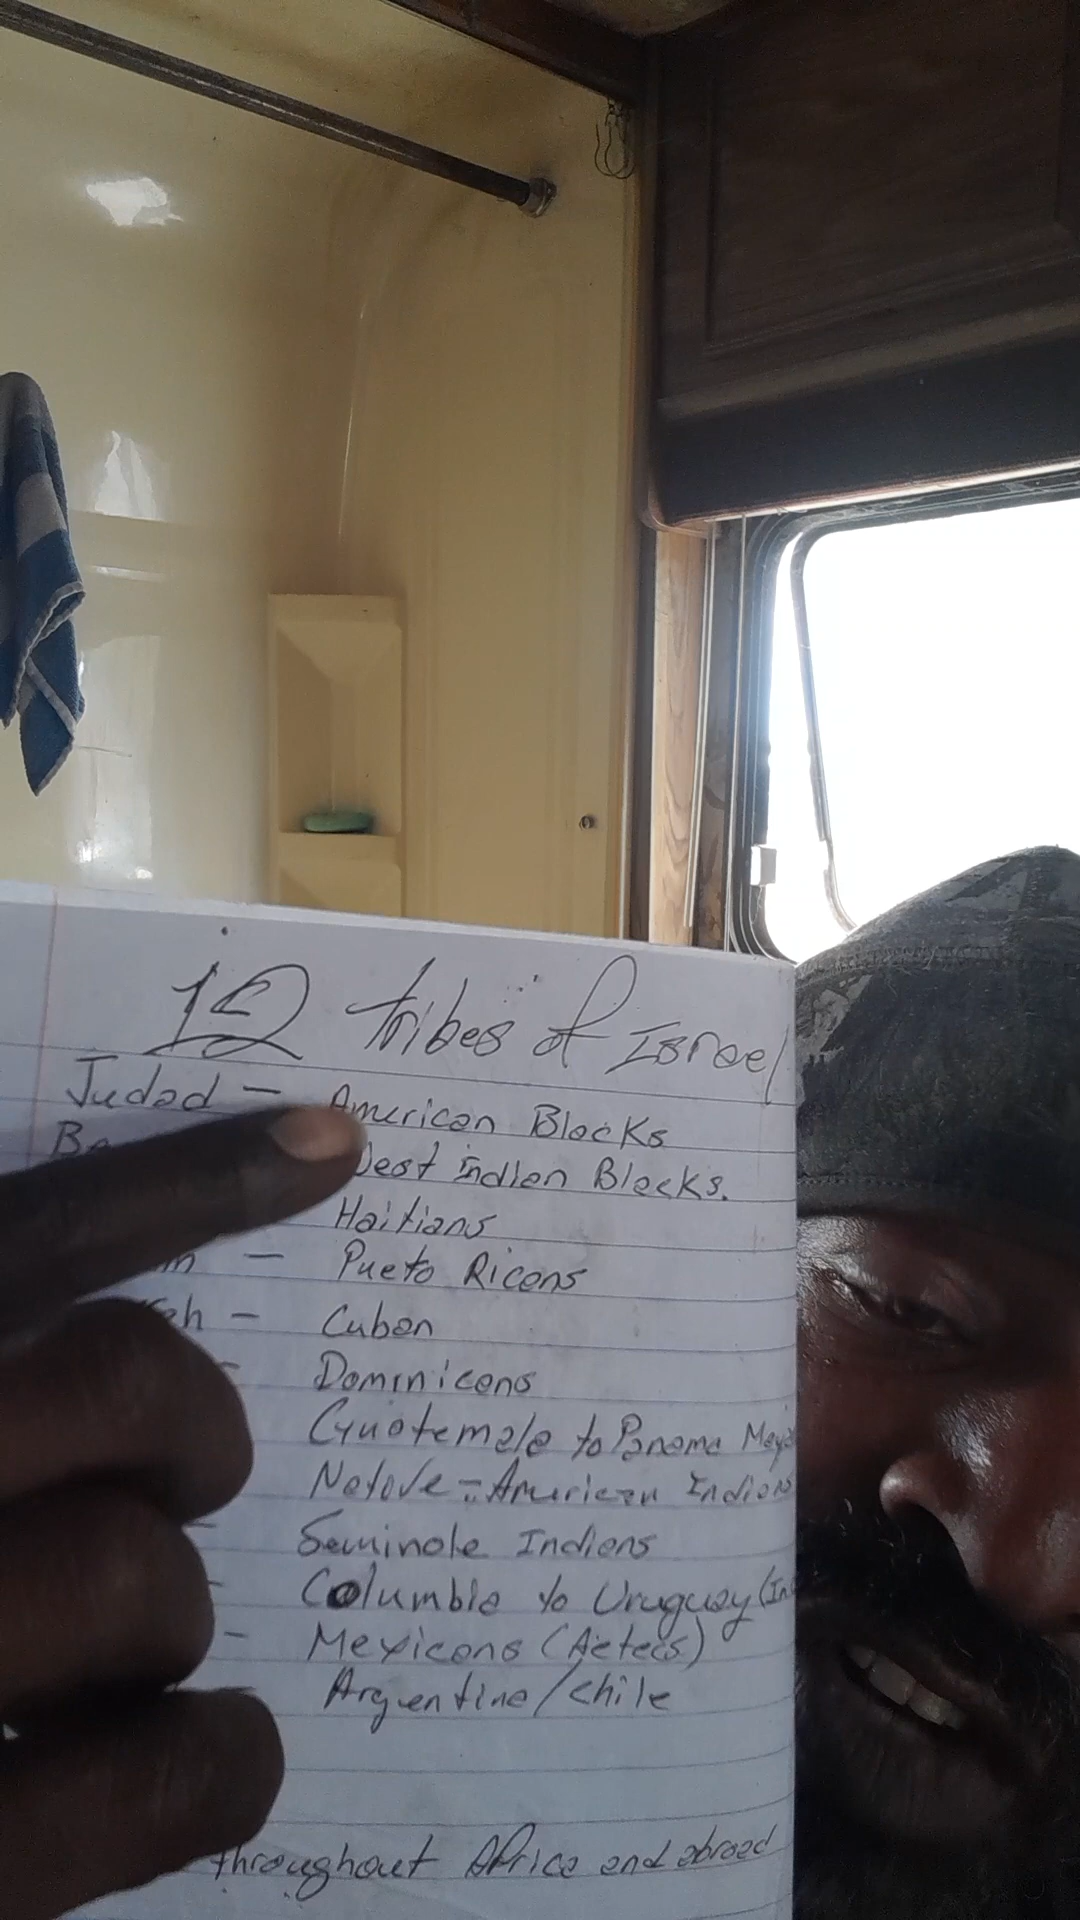 12 tribes of Israel
Judad - American Blacks
West Indian Blacks.
Haitians
- Pueto Ricans
- Cuban
Dominicans
Guatemala to Panama
Native = American Indians
Seminole Indians
Columbia to Uruguay
- Mexicans (Aztecs)
Argentine/Chile
throughout Africa and abroad